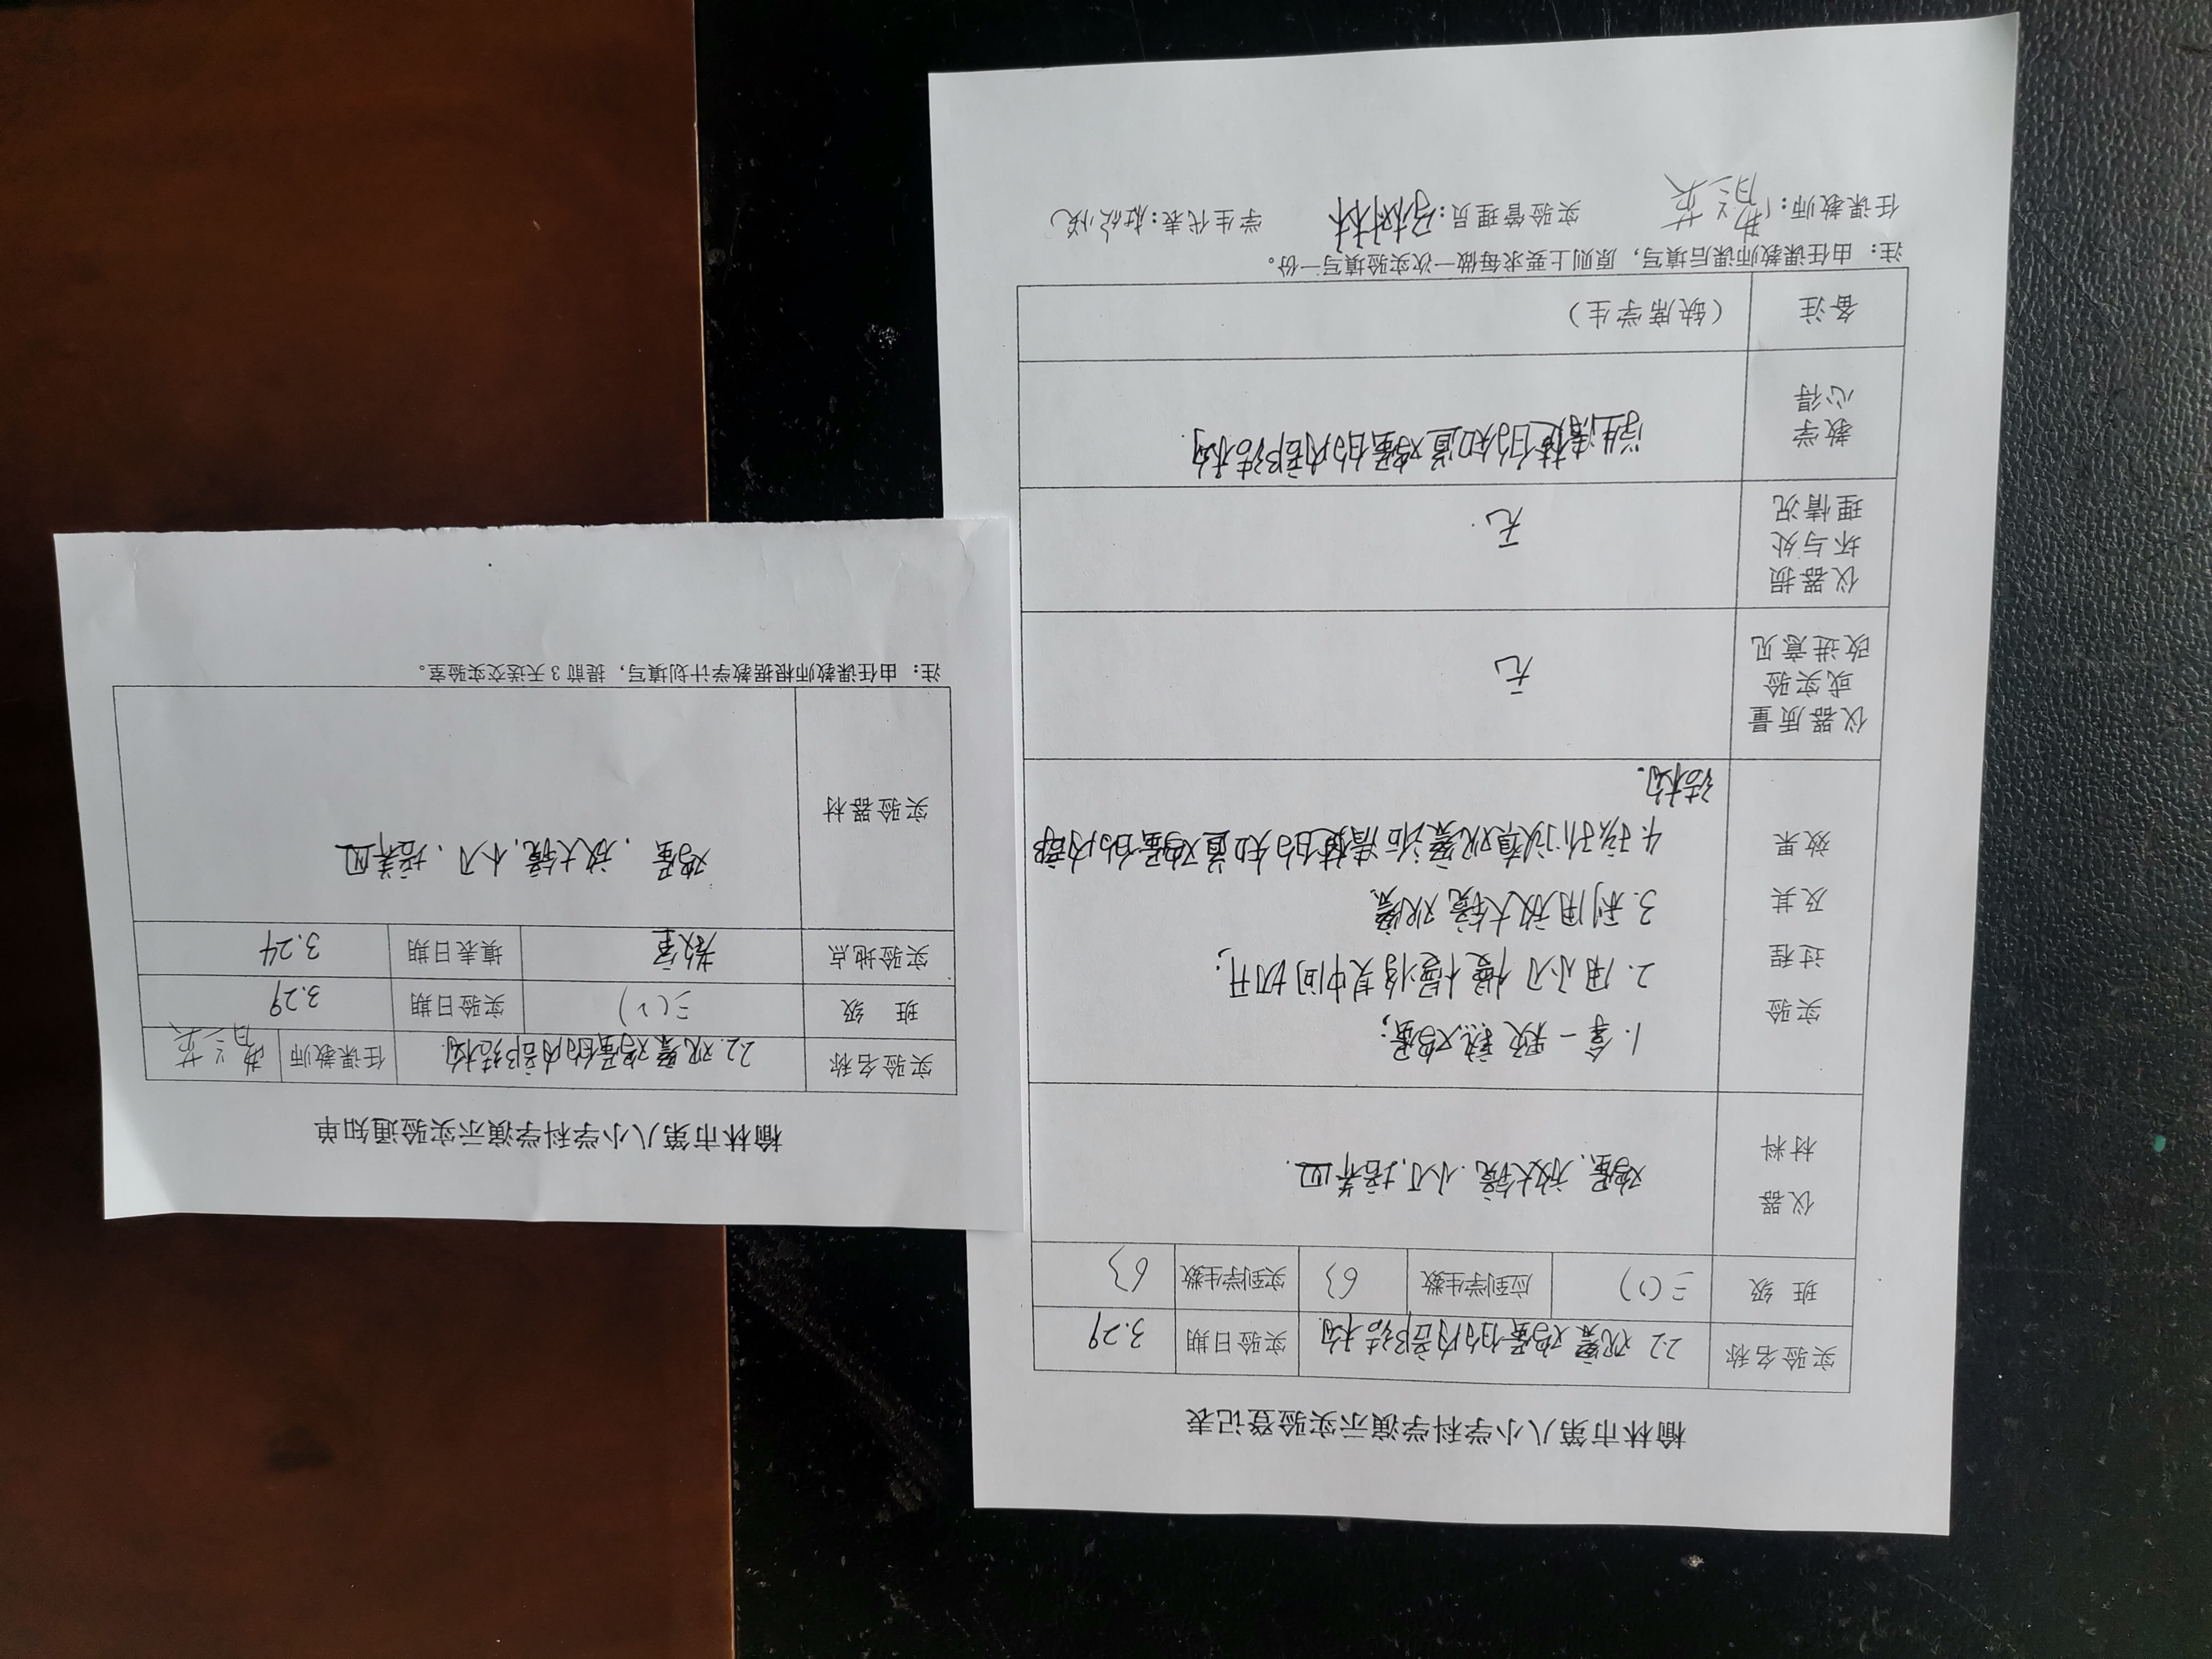 榆林市第八小学科学演示实验登记表
实验名称 22 观察鸡蛋的内部结构 实验日期 3.29
班 级 三(1) 应到学生数 63 实到学生数 63
仪器材料 鸡蛋、放大镜、小刀、培养皿.
实验过程及其效果
1. 拿一颗熟鸡蛋;
2. 用小刀慢慢将其中间切开;
3. 利用放大镜观察
4. 认真观察后清楚的知道鸡蛋的内部
结构.
仪器质量或实验改进意见 无
仪器损坏与处理情况 无.
教学心得 学生清楚的知道鸡蛋的内部结构.
备注 (缺席学生)
注: 由任课教师课后填写, 原则上要求每做一次实验填写一份。
任课教师: 实验管理员: 学生代表:
榆林市第八小学科学演示实验通知单
实验名称 22.观察鸡蛋的内部结构. 任课教师
班 级 三(1) 实验日期 3.29
实验地点 教室 填表日期 3.24
实验器材 鸡蛋、放大镜、小刀、培养皿
注: 由任课教师根据教学计划填写, 提前 3 天送交实验室。